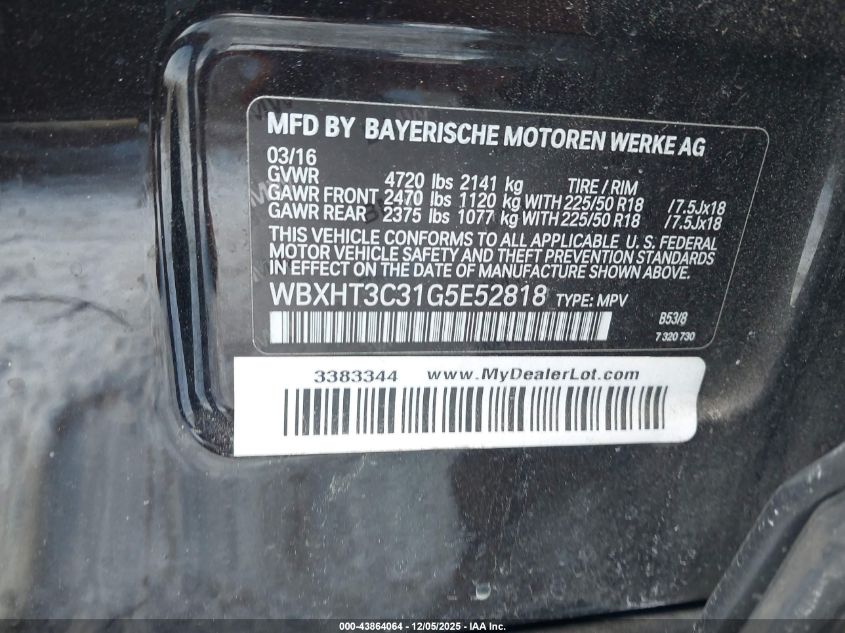 MFD BY BAYERISCHE MOTOREN WERKE AG
03/16
GVWR 4720 lbs 2141 kg TIRE / RIM
GAWR FRONT 2470 lbs 1120 kg WITH 225/50 R18 /7.5Jx18
GAWR REAR 2375 lbs 1077 kg WITH 225/50 R18 /7.5Jx18
THIS VEHICLE CONFORMS TO ALL APPLICABLE U. S. FEDERAL
MOTOR VEHICLE SAFETY AND THEFT PREVENTION STANDARDS
IN EFFECT ON THE DATE OF MANUFACTURE SHOWN ABOVE.
WBXHT3C31G5E52818 TYPE: MPV
B53/8
7 320 730
3383344 www.MyDealerLot.com
000-43864064 - 12/05/2025 - IAA Inc.